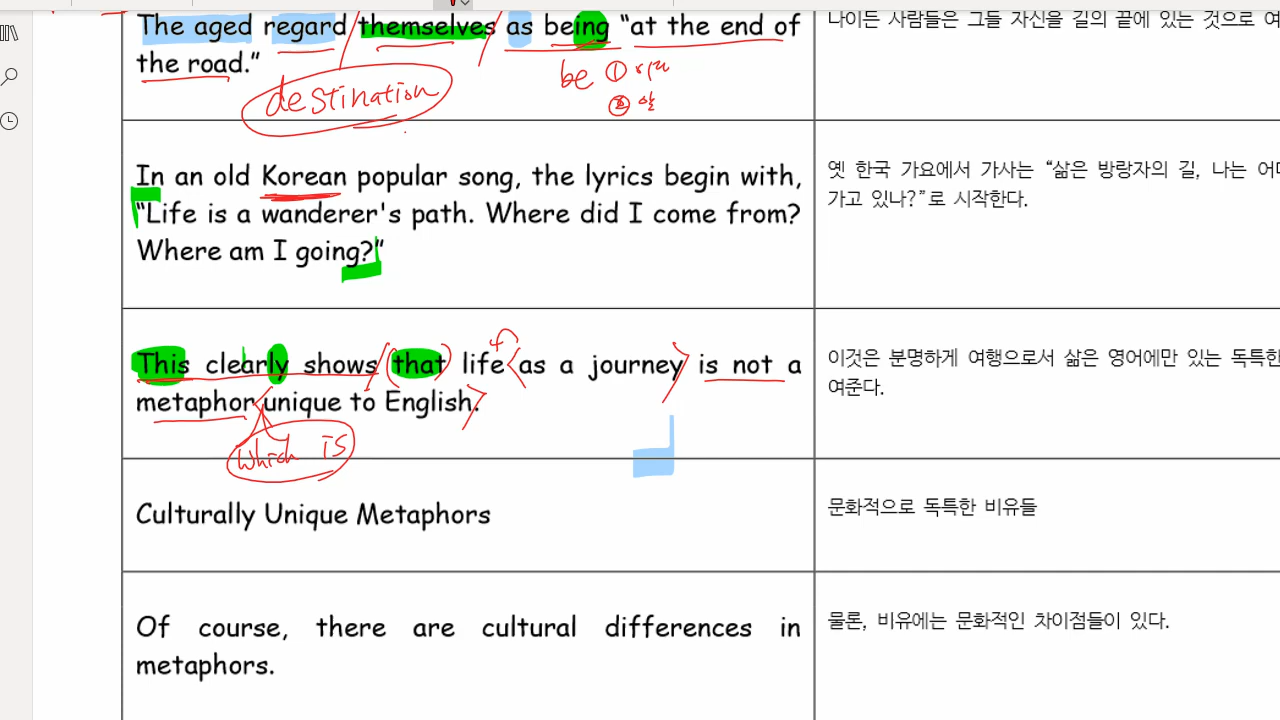 The aged regard themselves as being “at the end of
the road.”
나이든 사람들은 그들 자신을 길의 끝에 있는 것으로 여
destination
be ①
②
In an old Korean popular song, the lyrics begin with,
“Life is a wanderer's path. Where did I come from?
Where am I going?”
옛 한국 가요에서 가사는 “삶은 방랑자의 길, 나는 어디
가고 있나?”로 시작한다.
This clearly shows that life as a journey is not a
metaphor unique to English.
which is
이것은 분명하게 여행으로서 삶은 영어에만 있는 독특한
여준다.
Culturally Unique Metaphors
문화적으로 독특한 비유들
Of course, there are cultural differences in
metaphors.
물론, 비유에는 문화적인 차이점들이 있다.